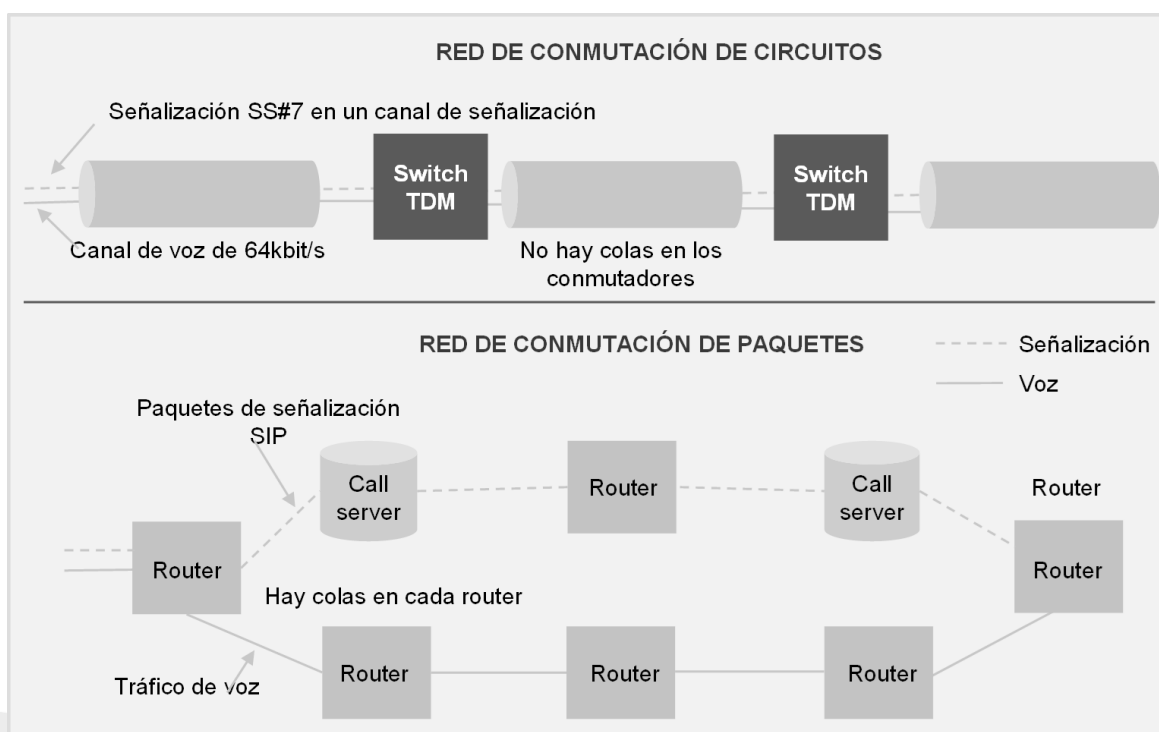 RED DE CONMUTACIÓN DE CIRCUITOS
Señalización SS#7 en un canal de señalización
Switch
TDM
Switch
TDM
Canal de voz de 64kbit/s
No hay colas en los
conmutadores
RED DE CONMUTACIÓN DE PAQUETES
Señalización
Voz
Paquetes de señalización
SIP
Call
server
Router
Call
server
Router
Router
Router
Hay colas en cada router
Router
Router
Router
Tráfico de voz